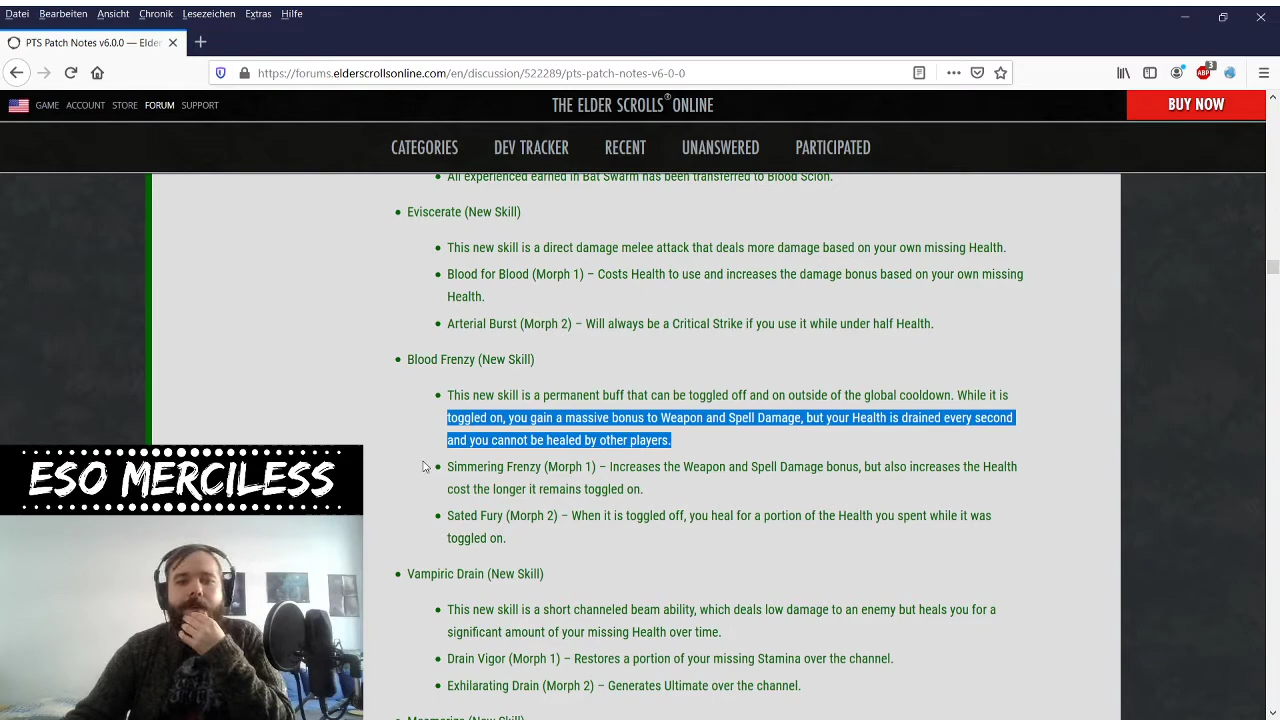 Datei Bearbeiten Ansicht Chronik Lesezeichen Extras Hilfe
PTS Patch Notes v6.0.0 — Elder
https://forums.elderscrollsonline.com/en/discussion/522289/pts-patch-notes-v6-0-0
ABP 3
GAME ACCOUNT STORE FORUM SUPPORT
THE ELDER SCROLLS® ONLINE
BUY NOW
CATEGORIES DEV TRACKER RECENT UNANSWERED PARTICIPATED
All experienced earned in Bat Swarm has been transferred to Blood Scion.
Eviscerate (New Skill)
This new skill is a direct damage melee attack that deals more damage based on your own missing Health.
Blood for Blood (Morph 1) – Costs Health to use and increases the damage bonus based on your own missing
Health.
Arterial Burst (Morph 2) – Will always be a Critical Strike if you use it while under half Health.
Blood Frenzy (New Skill)
This new skill is a permanent buff that can be toggled off and on outside of the global cooldown. While it is
toggled on, you gain a massive bonus to Weapon and Spell Damage, but your Health is drained every second
and you cannot be healed by other players.
Simmering Frenzy (Morph 1) – Increases the Weapon and Spell Damage bonus, but also increases the Health
cost the longer it remains toggled on.
Sated Fury (Morph 2) – When it is toggled off, you heal for a portion of the Health you spent while it was
toggled on.
Vampiric Drain (New Skill)
This new skill is a short channeled beam ability, which deals low damage to an enemy but heals you for a
significant amount of your missing Health over time.
Drain Vigor (Morph 1) – Restores a portion of your missing Stamina over the channel.
Exhilarating Drain (Morph 2) – Generates Ultimate over the channel.
Mesmerize (New Skill)
ESO MERCILESS